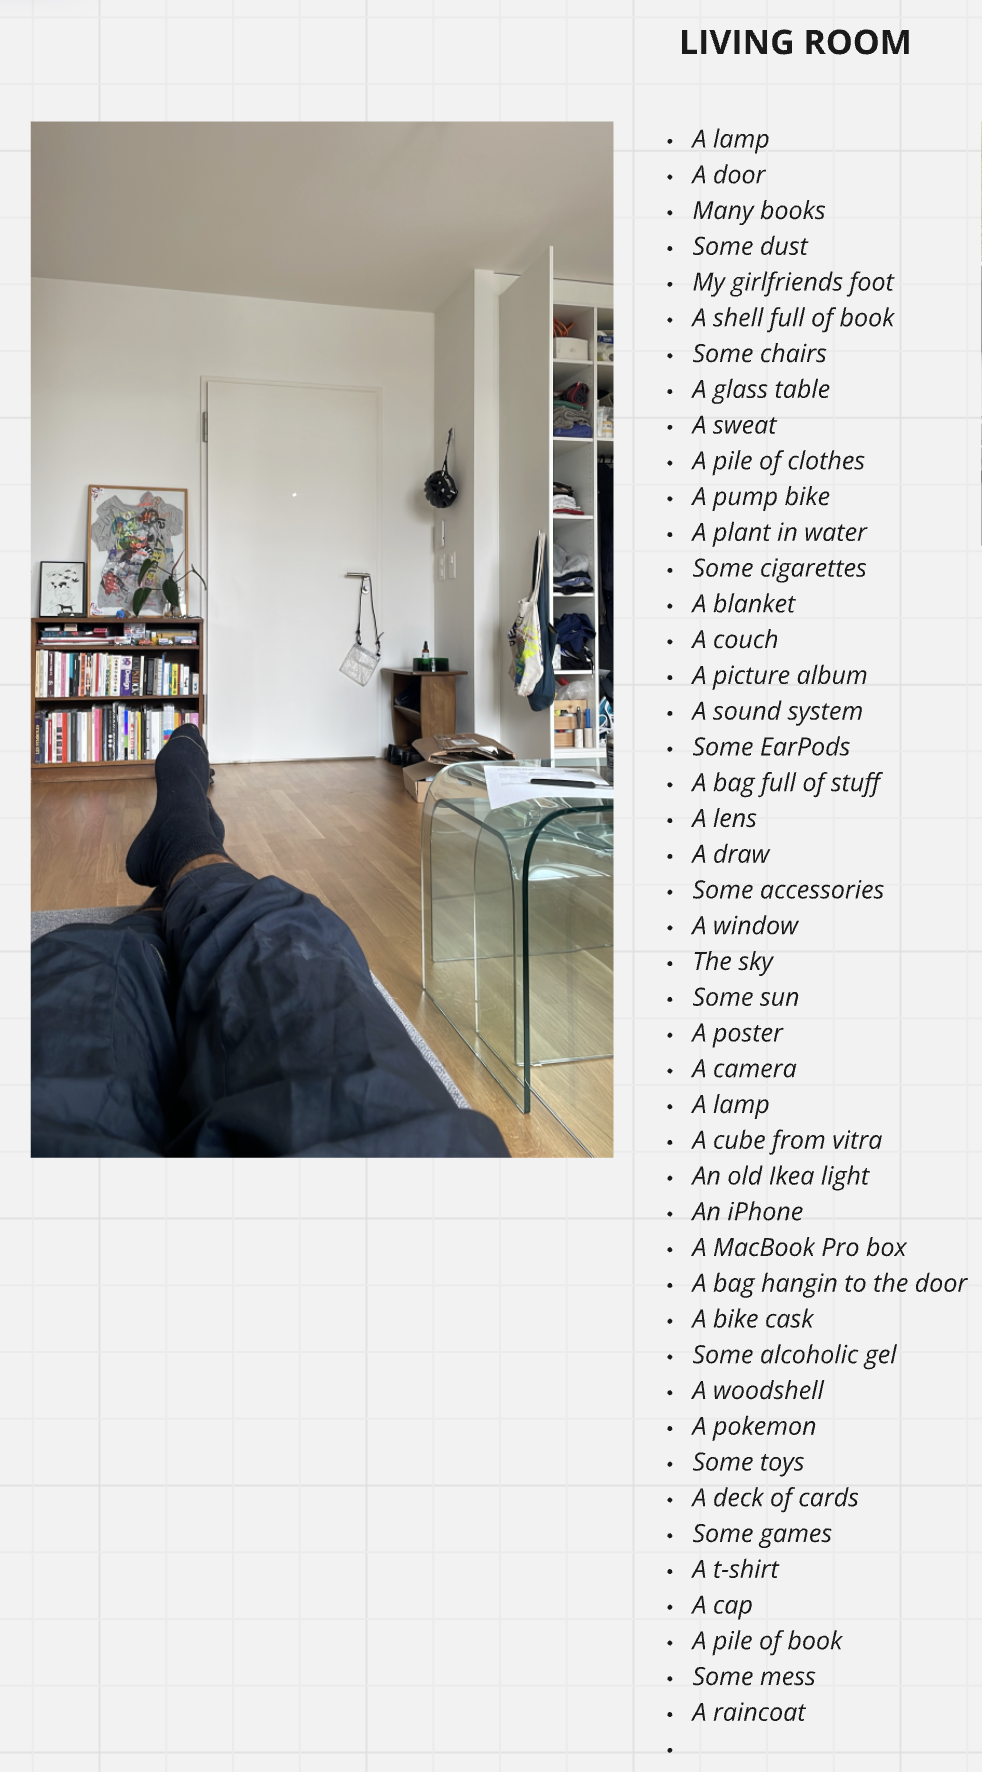 LIVING ROOM
• A lamp
• A door
• Many books
• Some dust
• My girlfriends foot
• A shell full of book
• Some chairs
• A glass table
• A sweat
• A pile of clothes
• A pump bike
• A plant in water
• Some cigarettes
• A blanket
• A couch
• A picture album
• A sound system
• Some EarPods
• A bag full of stuff
• A lens
• A draw
• Some accessories
• A window
• The sky
• Some sun
• A poster
• A camera
• A lamp
• A cube from vitra
• An old Ikea light
• An iPhone
• A MacBook Pro box
• A bag hangin to the door
• A bike cask
• Some alcoholic gel
• A woodshell
• A pokemon
• Some toys
• A deck of cards
• Some games
• A t-shirt
• A cap
• A pile of book
• Some mess
• A raincoat
•